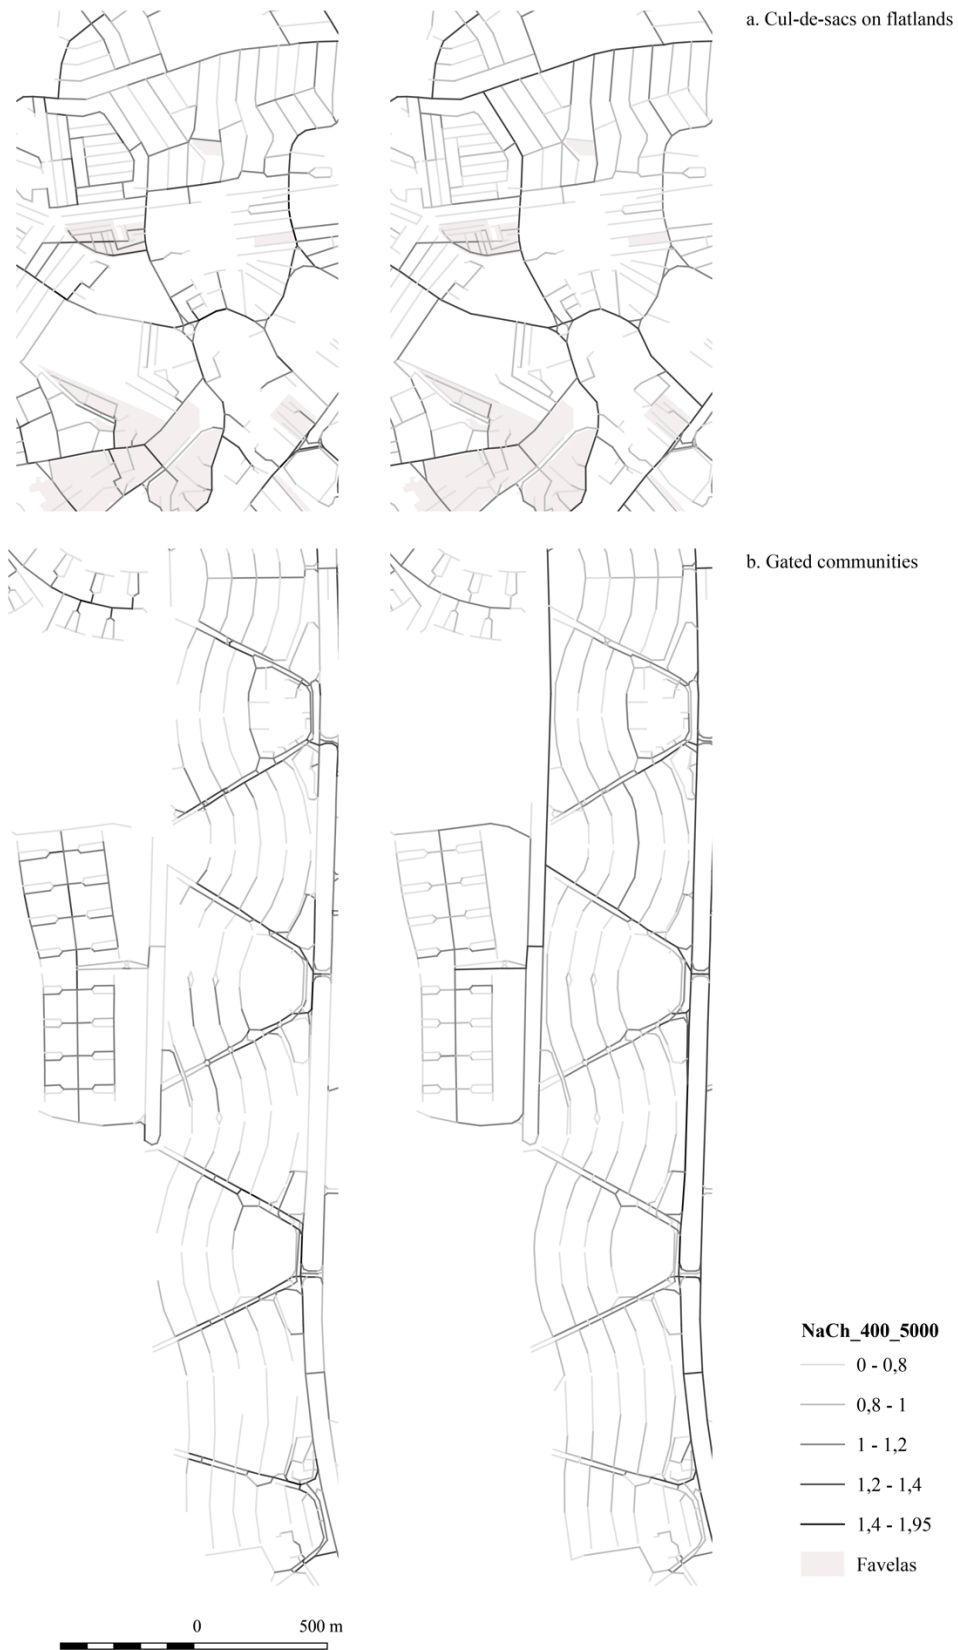 a. Cul-de-sacs on flatlands
b. Gated communities
NaCh_400_5000
0 - 0,8
0,8 - 1
1 - 1,2
1,2 - 1,4
1,4 - 1,95
Favelas
0 500 m